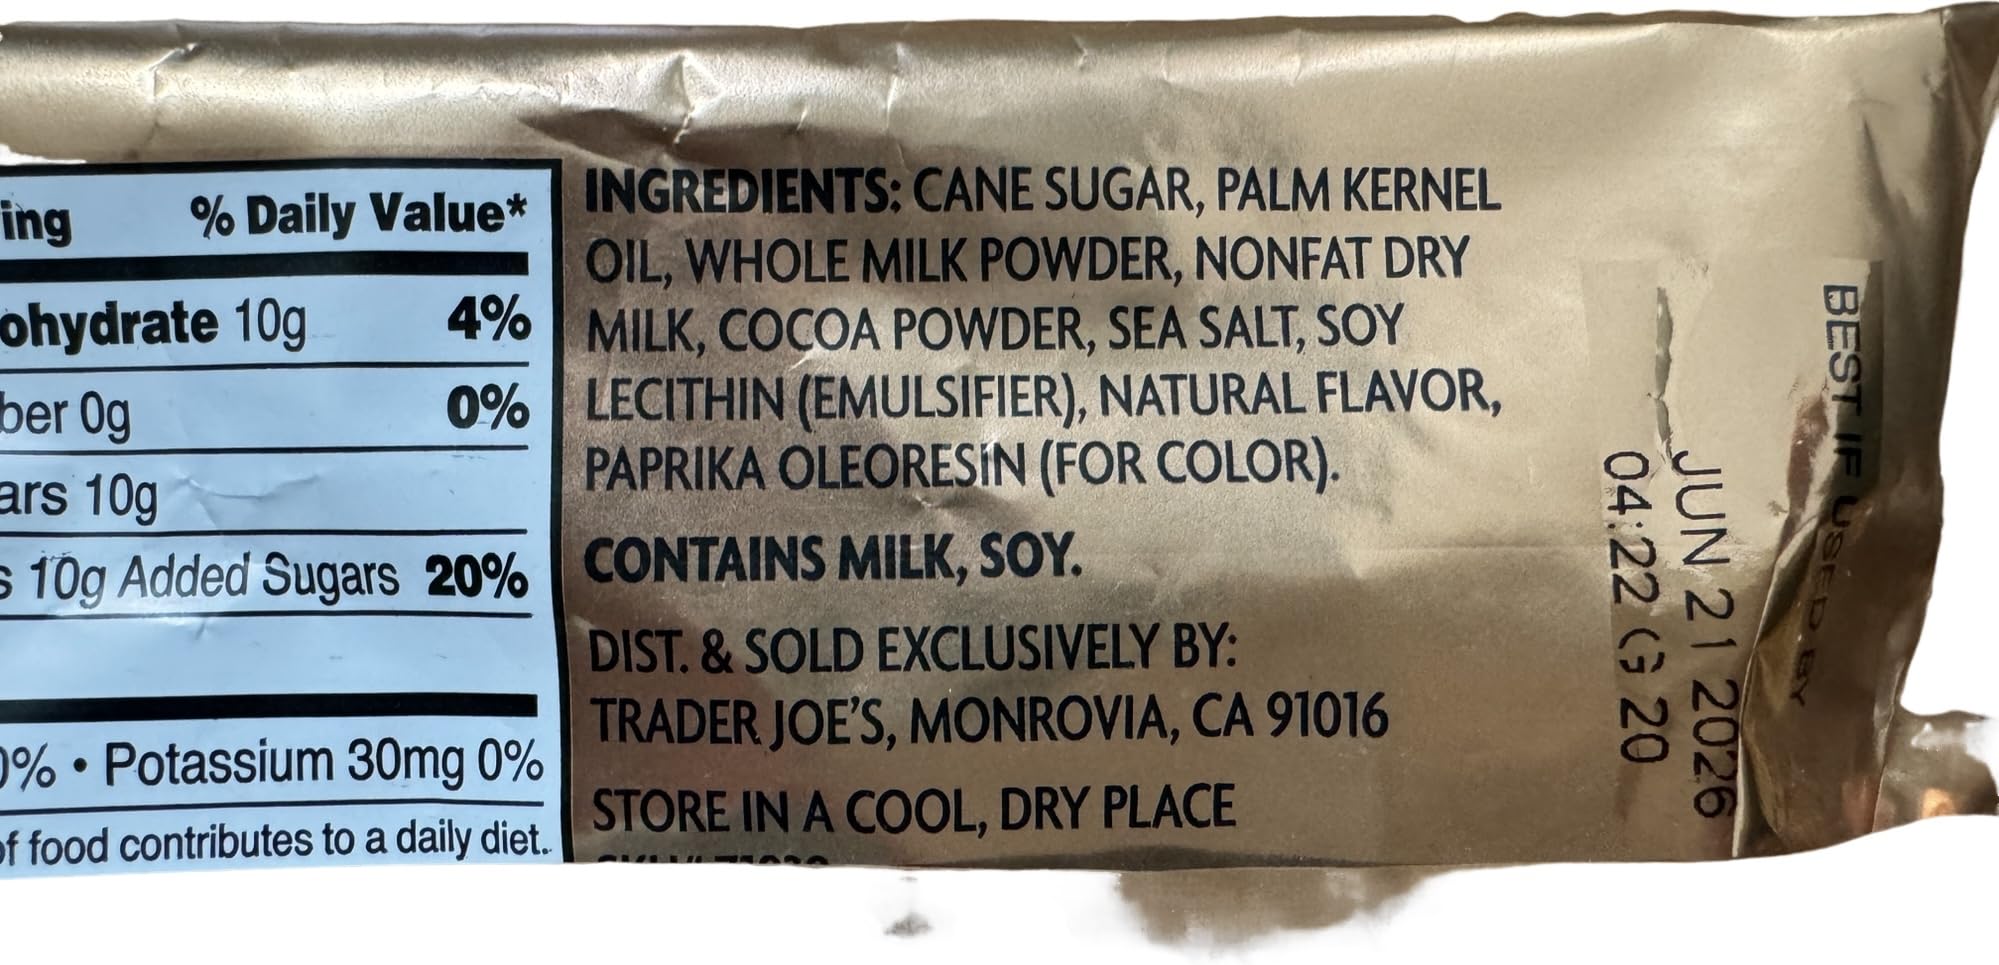 ing % Daily Value*
ohydrate 10g 4%
ber 0g 0%
ars 10g
s 10g Added Sugars 20%
0% • Potassium 30mg 0%
of food contributes to a daily diet.
INGREDIENTS: CANE SUGAR, PALM KERNEL
OIL, WHOLE MILK POWDER, NONFAT DRY
MILK, COCOA POWDER, SEA SALT, SOY
LECITHIN (EMULSIFIER), NATURAL FLAVOR,
PAPRIKA OLEORESIN (FOR COLOR).
CONTAINS MILK, SOY.
DIST. & SOLD EXCLUSIVELY BY:
TRADER JOE'S, MONROVIA, CA 91016
STORE IN A COOL, DRY PLACE
BEST IF USED BY
JUN 21 2026
04:22 G 20